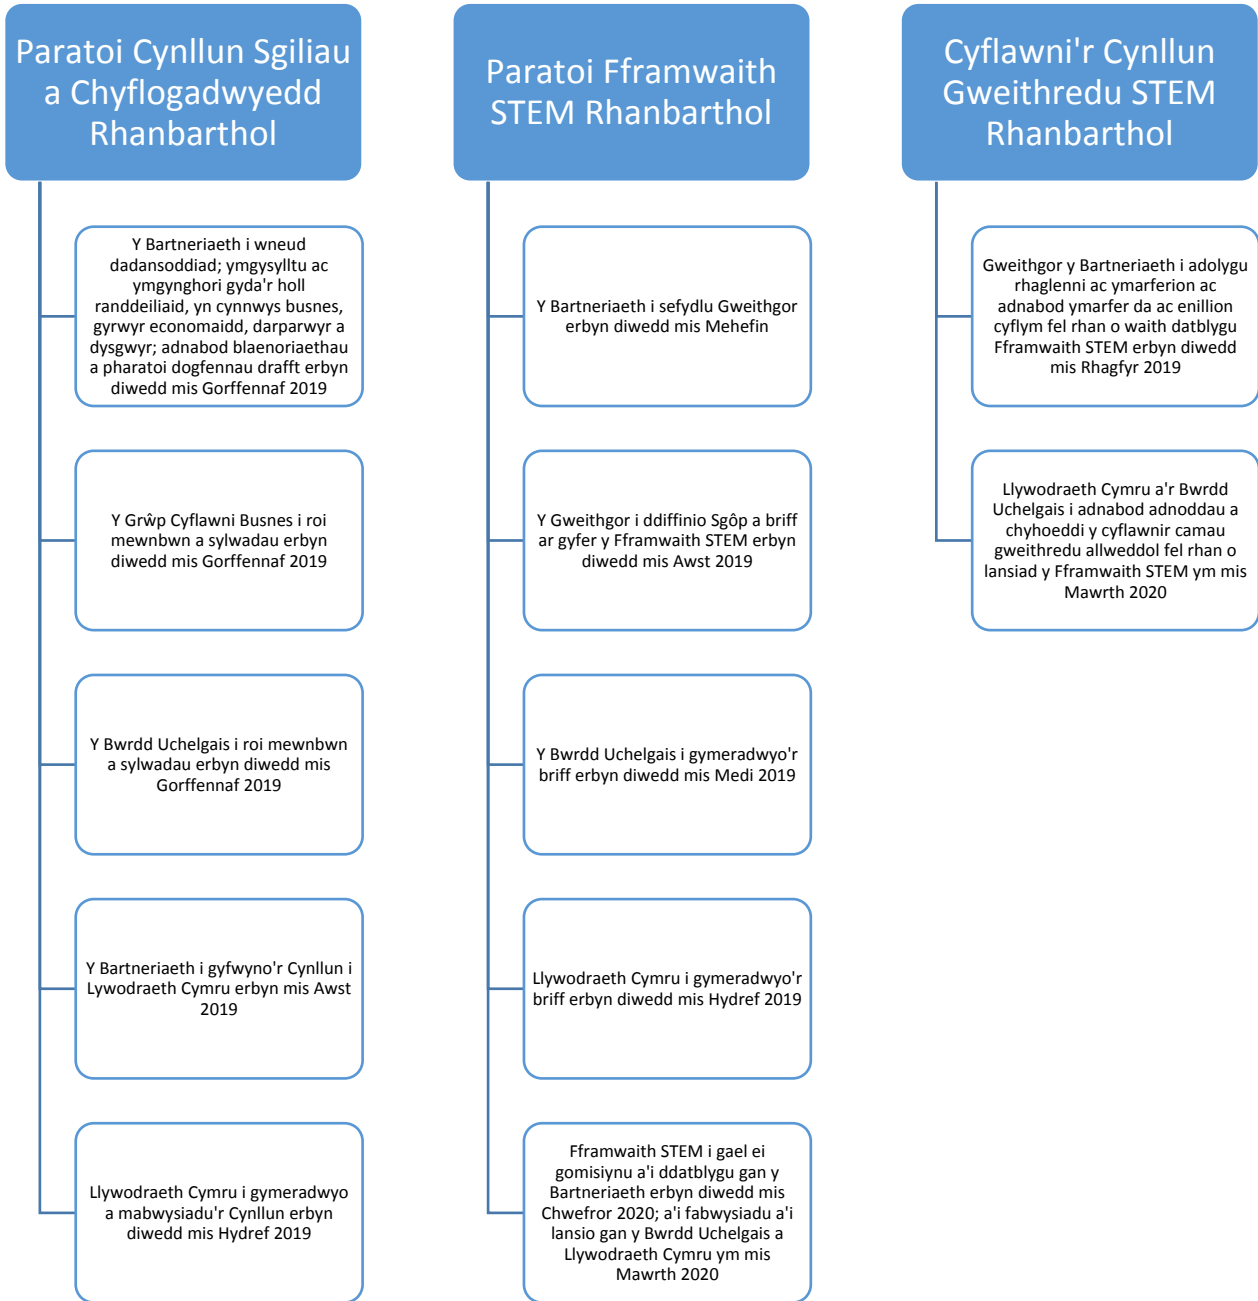 Paratoi Cynllun Sgiliau
a Chyflogadwyedd
Rhanbarthol
Y Bartneriaeth i wneud
dadansoddiad; ymgysylltu ac
ymgynghori gyda'r holl
randdeiliaid, yn cynnwys busnes,
gyrwyr economaidd, darparwyr a
dysgwyr; adnabod blaenoriaethau
a pharatoi dogfennau drafft erbyn
diwedd mis Gorffennaf 2019
Y Grŵp Cyflawni Busnes i roi
mewnbwn a sylwadau erbyn
diwedd mis Gorffennaf 2019
Y Bwrdd Uchelgais i roi mewnbwn
a sylwadau erbyn diwedd mis
Gorffennaf 2019
Y Bartneriaeth i gyfwyno'r Cynllun i
Lywodraeth Cymru erbyn mis Awst
2019
Llywodraeth Cymru i gymeradwyo
a mabwysiadu'r Cynllun erbyn
diwedd mis Hydref 2019
Paratoi Fframwaith
STEM Rhanbarthol
Y Bartneriaeth i sefydlu Gweithgor
erbyn diwedd mis Mehefin
Y Gweithgor i ddiffinio Sgôp a briff
ar gyfer y Fframwaith STEM erbyn
diwedd mis Awst 2019
Y Bwrdd Uchelgais i gymeradwyo'r
briff erbyn diwedd mis Medi 2019
Llywodraeth Cymru i gymeradwyo'r
briff erbyn diwedd mis Hydref 2019
Fframwaith STEM i gael ei
gomisiynu a'i ddatblygu gan y
Bartneriaeth erbyn diwedd mis
Chwefror 2020; a'i fabwysiadu a'i
lansio gan y Bwrdd Uchelgais a
Llywodraeth Cymru ym mis
Mawrth 2020
Cyflawni'r Cynllun
Gweithredu STEM
Rhanbarthol
Gweithgor y Bartneriaeth i adolygu
rhaglenni ac ymarferion ac
adnabod ymarfer da ac enillion
cyflym fel rhan o waith datblygu
Fframwaith STEM erbyn diwedd
mis Rhagfyr 2019
Llywodraeth Cymru a'r Bwrdd
Uchelgais i adnabod adnoddau a
chyhoeddi y cyflawnir camau
gweithredu allweddol fel rhan o
lansiad y Fframwaith STEM ym mis
Mawrth 2020